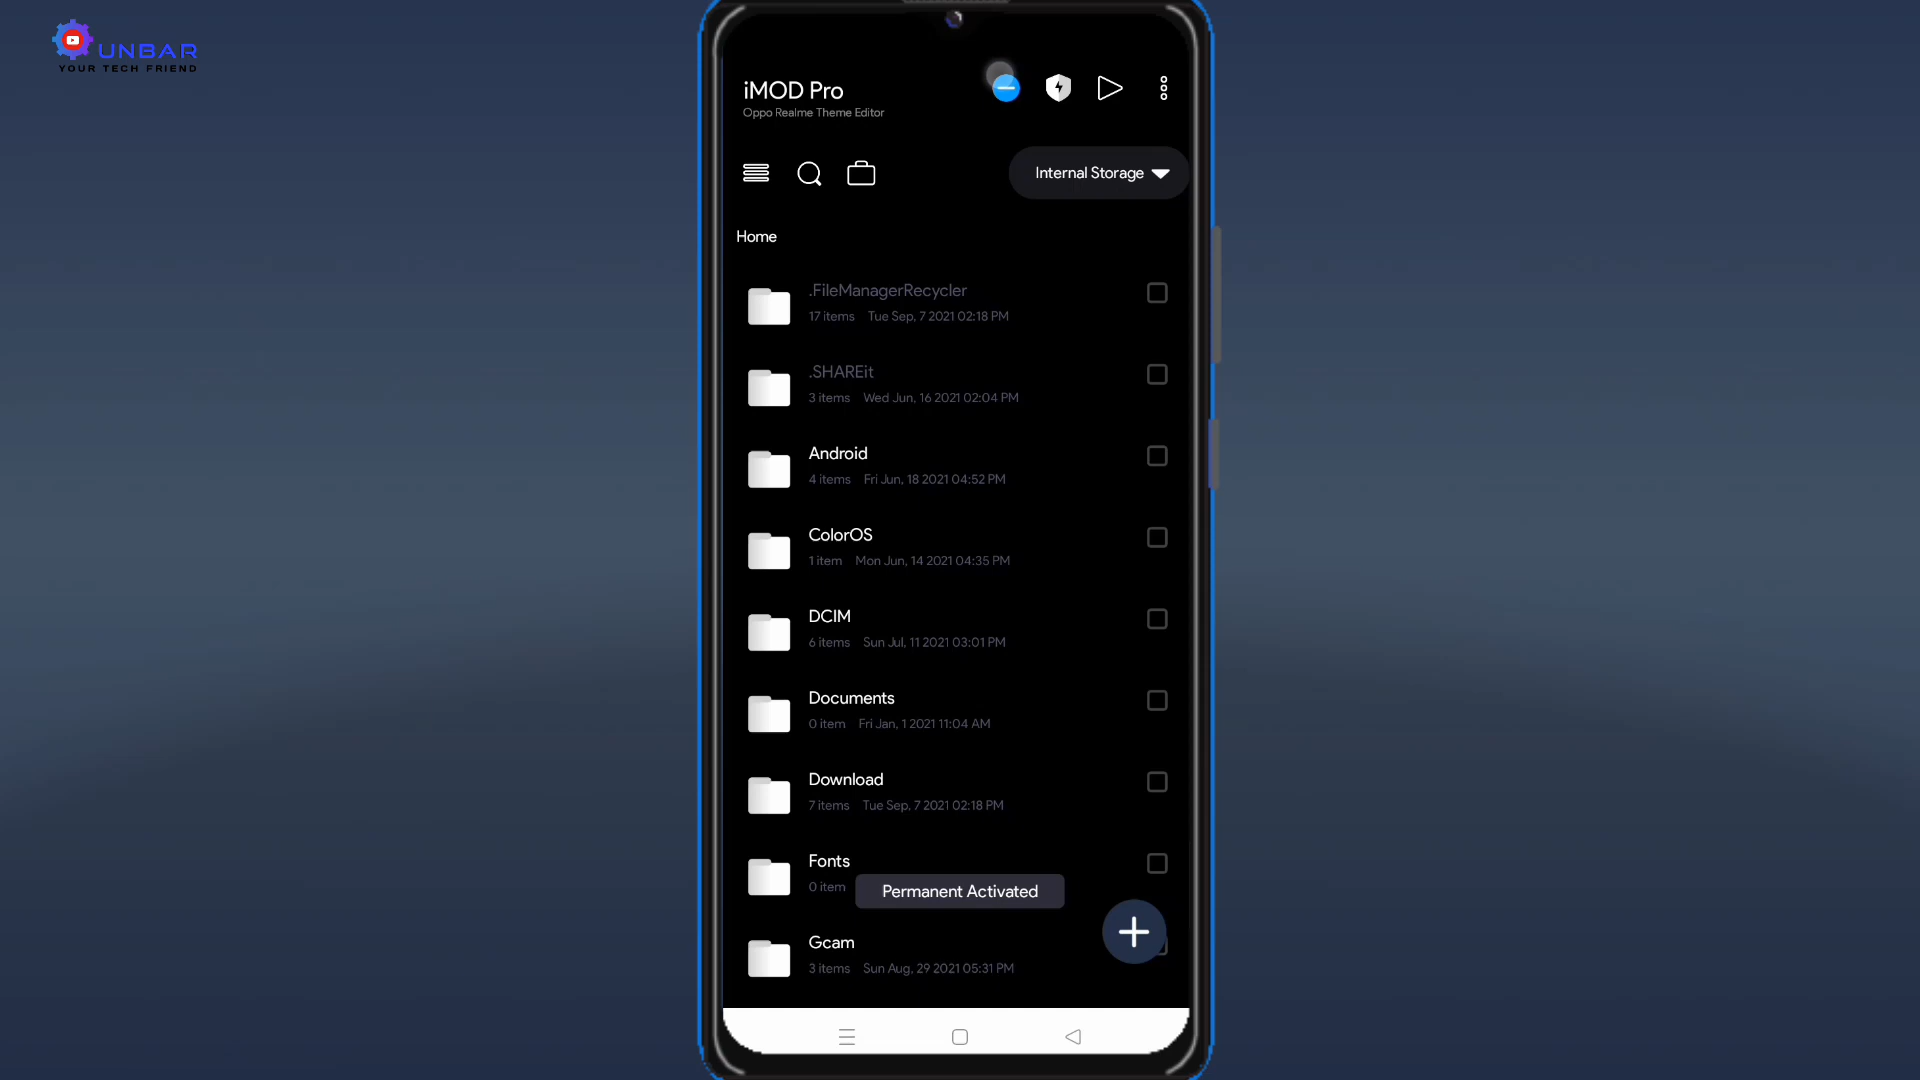 UNBAR
YOUR TECH FRIEND
iMOD Pro
Oppo Realme Theme Editor
Internal Storage
Home
.FileManagerRecycler
17 items Tue Sep, 7 2021 02:18 PM
.SHAREit
3 items Wed Jun, 16 2021 02:04 PM
Android
4 items Fri Jun, 18 2021 04:52 PM
ColorOS
1 item Mon Jun, 14 2021 04:35 PM
DCIM
6 items Sun Jul, 11 2021 03:01 PM
Documents
0 item Fri Jan, 1 2021 11:04 AM
Download
7 items Tue Sep, 7 2021 02:18 PM
Fonts
0 item
Permanent Activated
Gcam
3 items Sun Aug, 29 2021 05:31 PM